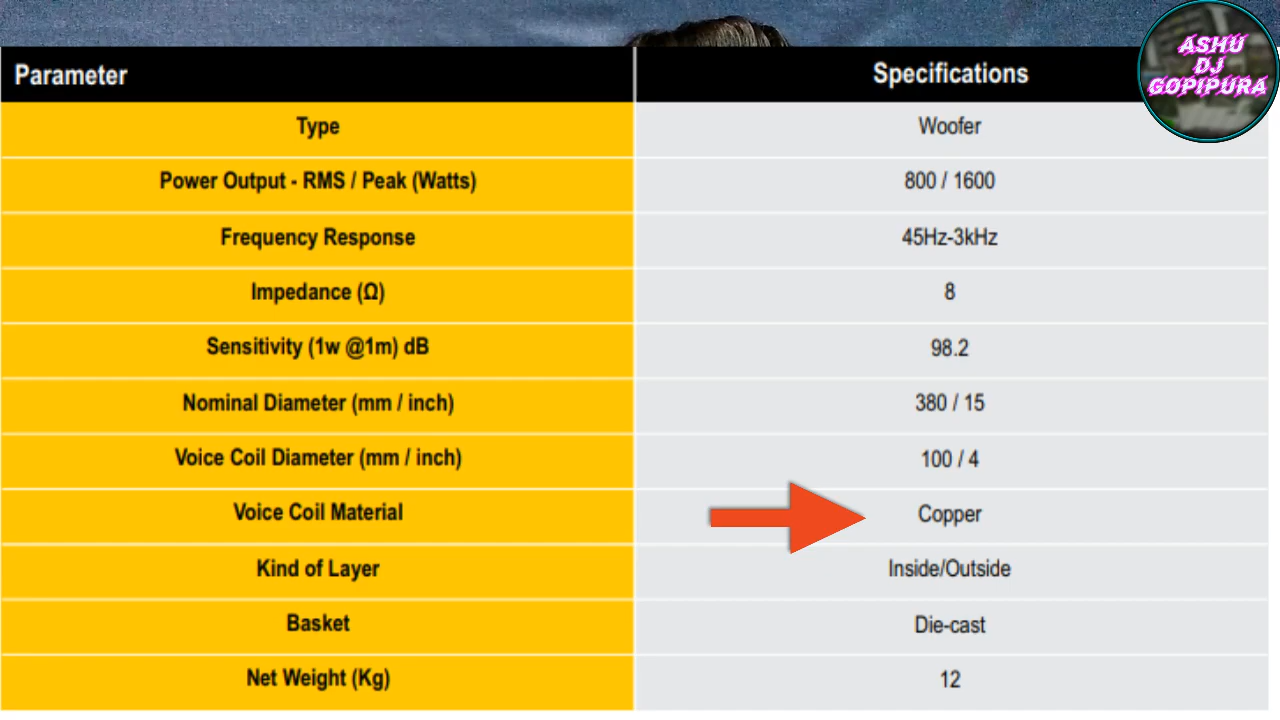 Parameter Specifications
Type Woofer
Power Output - RMS / Peak (Watts) 800 / 1600
Frequency Response 45Hz-3kHz
Impedance (Ω) 8
Sensitivity (1w @1m) dB 98.2
Nominal Diameter (mm / inch) 380 / 15
Voice Coil Diameter (mm / inch) 100 / 4
Voice Coil Material Copper
Kind of Layer Inside/Outside
Basket Die-cast
Net Weight (Kg) 12
ASHU
DJ
GOPIPURA